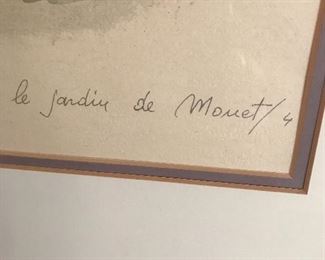 le jardin de Monet/4